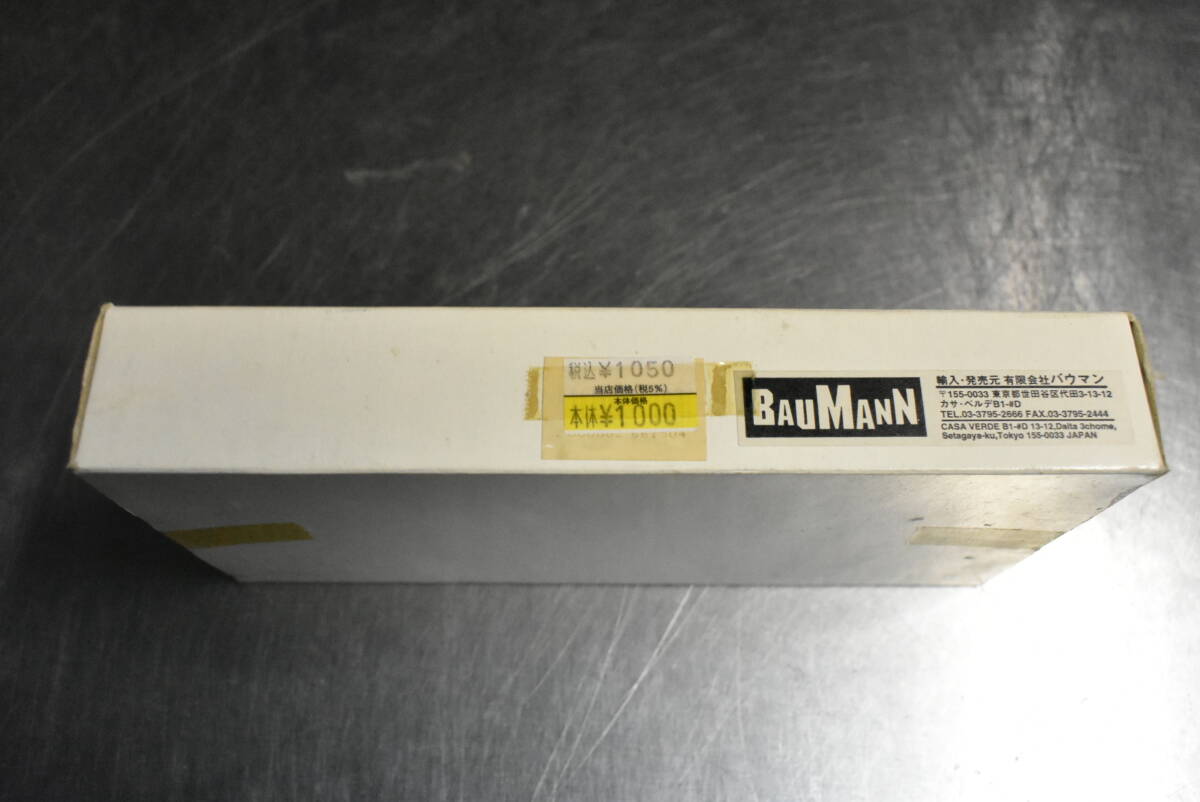 税込¥1050
当店価格(税5%)
本体価格
本体¥1000
BAUMANN
輸入・発売元 有限会社バウマン
〒155-0033 東京都世田谷区代田3-13-12
カサ・ベルデB1-#D
TEL.03-3795-2666 FAX.03-3795-2444
CASA VERDE B1-#D 13-12,Daita 3chome,
Setagaya-ku,Tokyo 155-0033 JAPAN